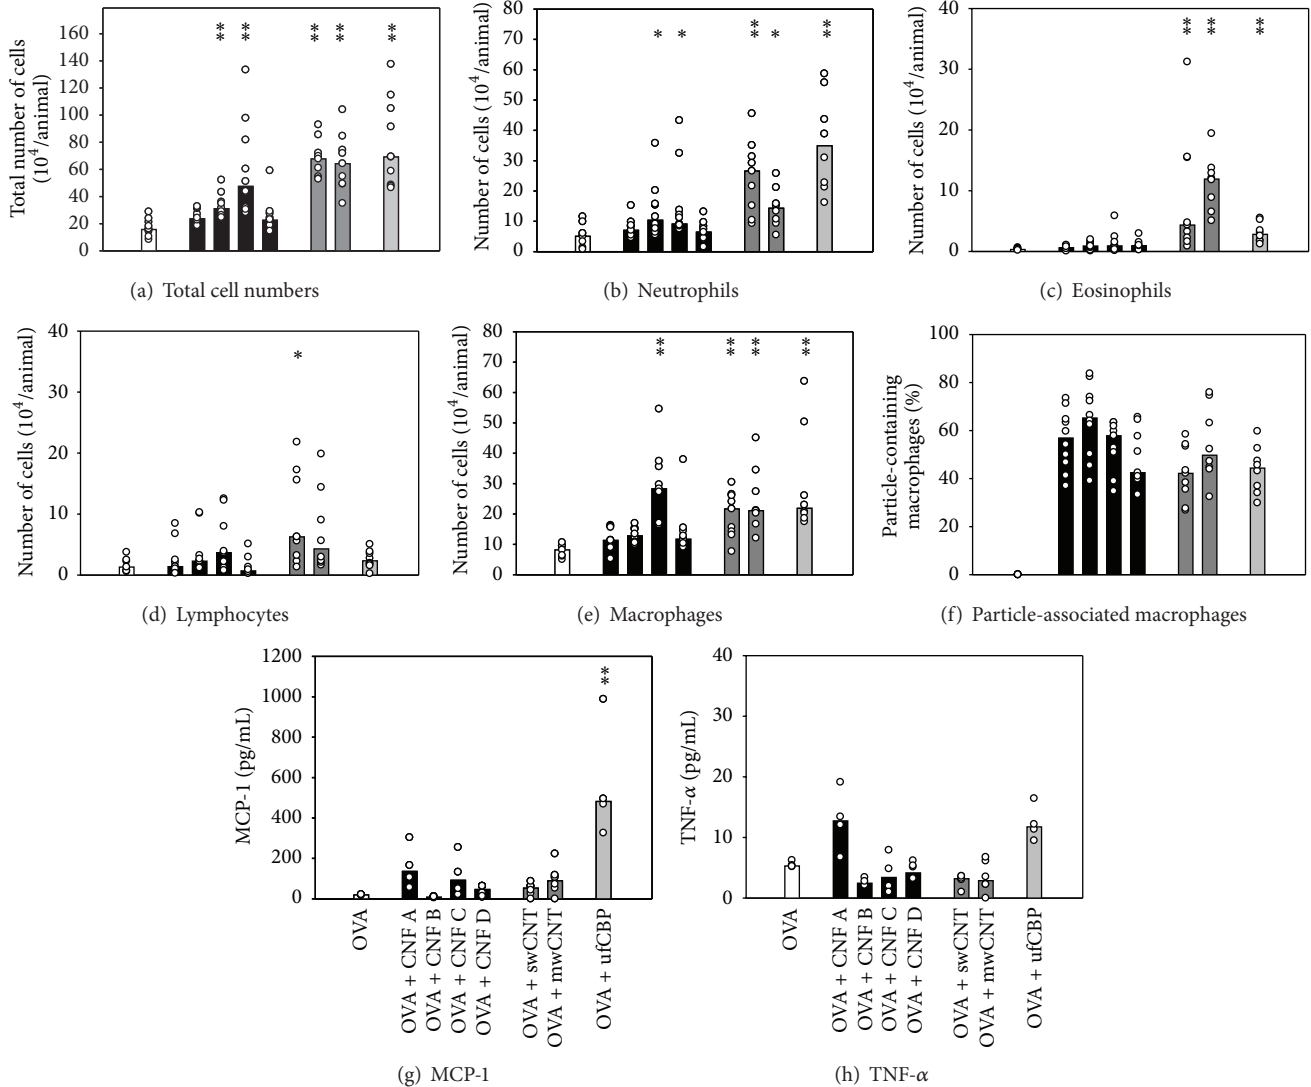 Total number of cells
(10⁴/animal)
160
140
120
100
80
60
40
20
0
** ** ** ** **
(a) Total cell numbers
Number of cells (10⁴/animal)
80
70
60
50
40
30
20
10
0
* * ** * **
(b) Neutrophils
Number of cells (10⁴/animal)
40
30
20
10
0
** ** **
(c) Eosinophils
Number of cells (10⁴/animal)
40
30
20
10
0
*
(d) Lymphocytes
Number of cells (10⁴/animal)
80
70
60
50
40
30
20
10
0
** ** ** **
(e) Macrophages
Particle-containing
macrophages (%)
100
80
60
40
20
0
(f) Particle-associated macrophages
MCP-1 (pg/mL)
1200
1000
800
600
400
200
0
**
OVA
OVA + CNF A
OVA + CNF B
OVA + CNF C
OVA + CNF D
OVA + swCNT
OVA + mwCNT
OVA + ufCBP
(g) MCP-1
TNF-α (pg/mL)
40
30
20
10
0
OVA
OVA + CNF A
OVA + CNF B
OVA + CNF C
OVA + CNF D
OVA + swCNT
OVA + mwCNT
OVA + ufCBP
(h) TNF-α